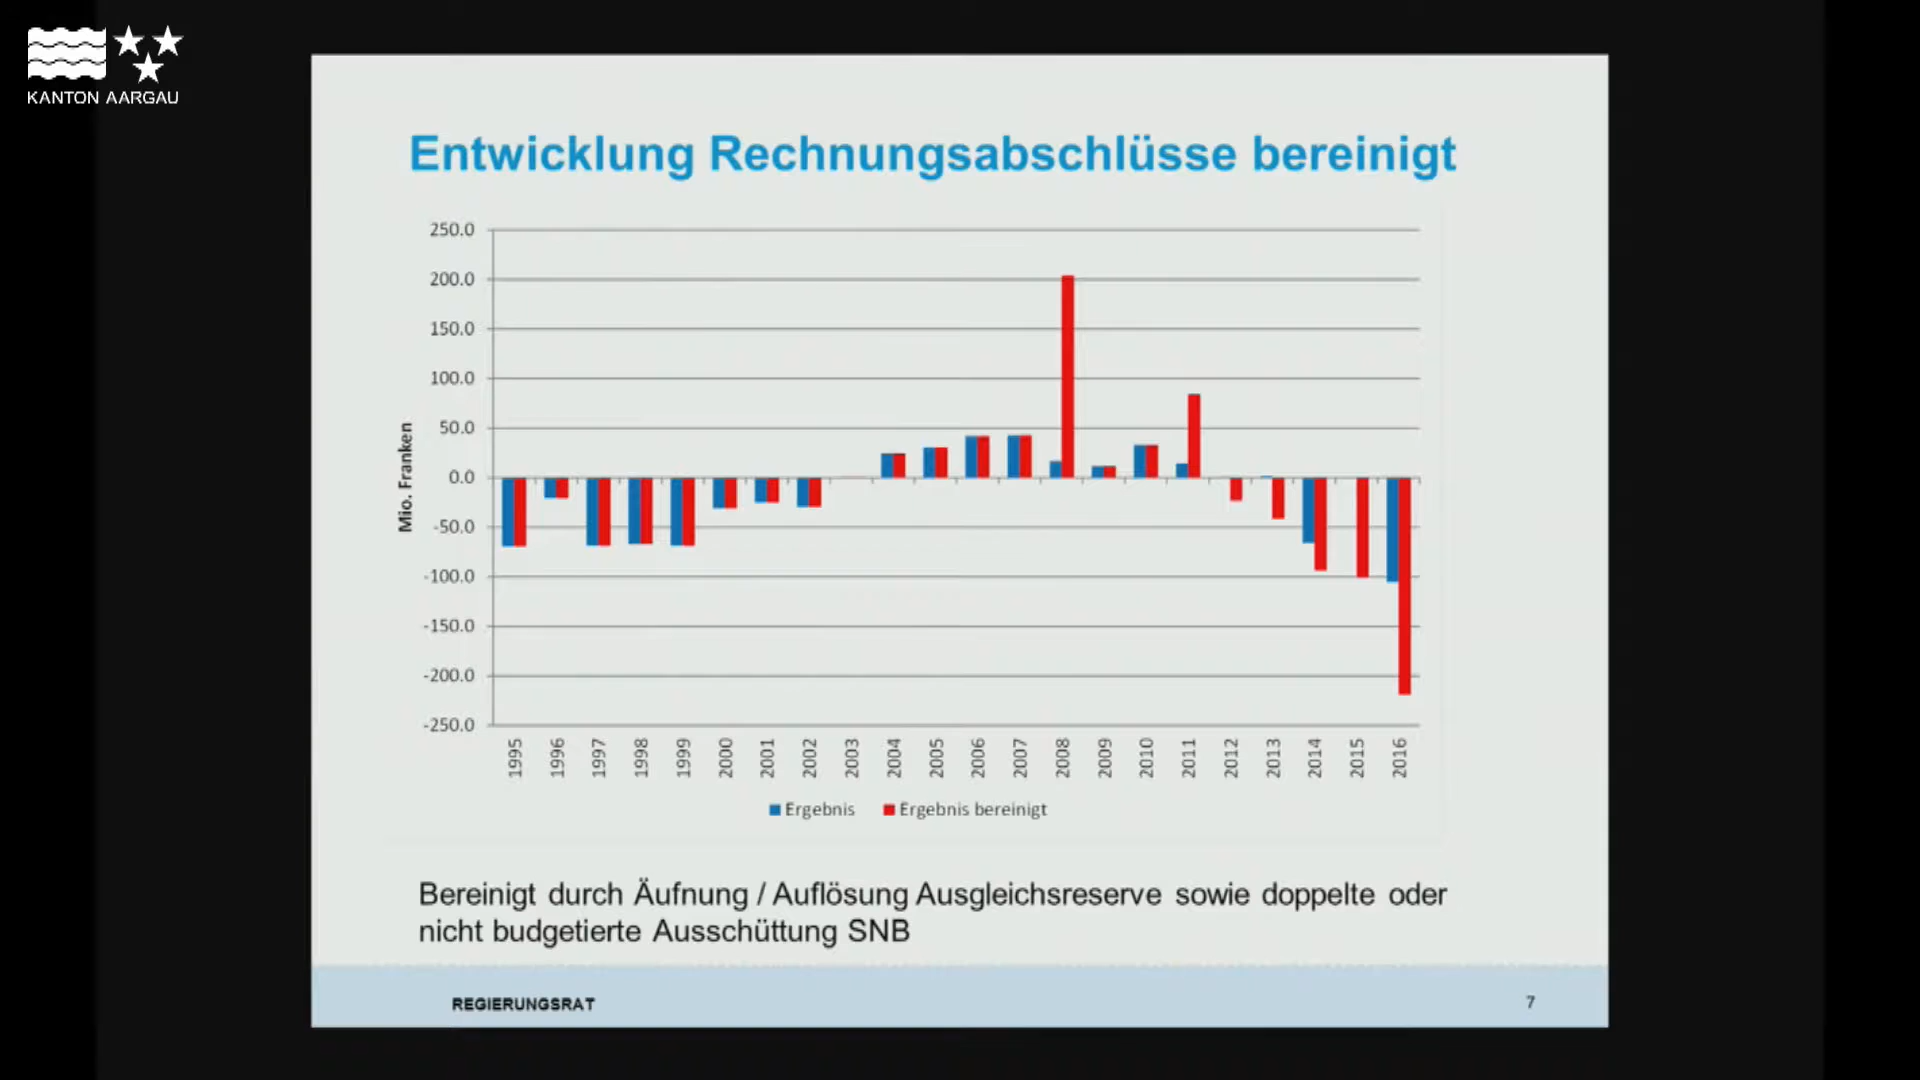 KANTON AARGAU
Entwicklung Rechnungsabschlüsse bereinigt
250.0
200.0
150.0
100.0
50.0
0.0
-50.0
-100.0
-150.0
-200.0
-250.0
Mio. Franken
1995 1996 1997 1998 1999 2000 2001 2002 2003 2004 2005 2006 2007 2008 2009 2010 2011 2012 2013 2014 2015 2016
Ergebnis Ergebnis bereinigt
Bereinigt durch Äufnung / Auflösung Ausgleichsreserve sowie doppelte oder
nicht budgetierte Ausschüttung SNB
REGIERUNGSRAT 7